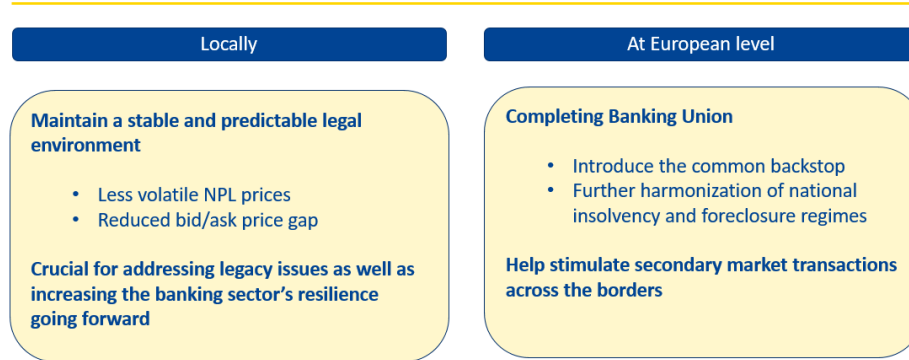 Locally
Maintain a stable and predictable legal
environment
• Less volatile NPL prices
• Reduced bid/ask price gap
Crucial for addressing legacy issues as well as
increasing the banking sector's resilience
going forward
At European level
Completing Banking Union
• Introduce the common backstop
• Further harmonization of national
insolvency and foreclosure regimes
Help stimulate secondary market transactions
across the borders